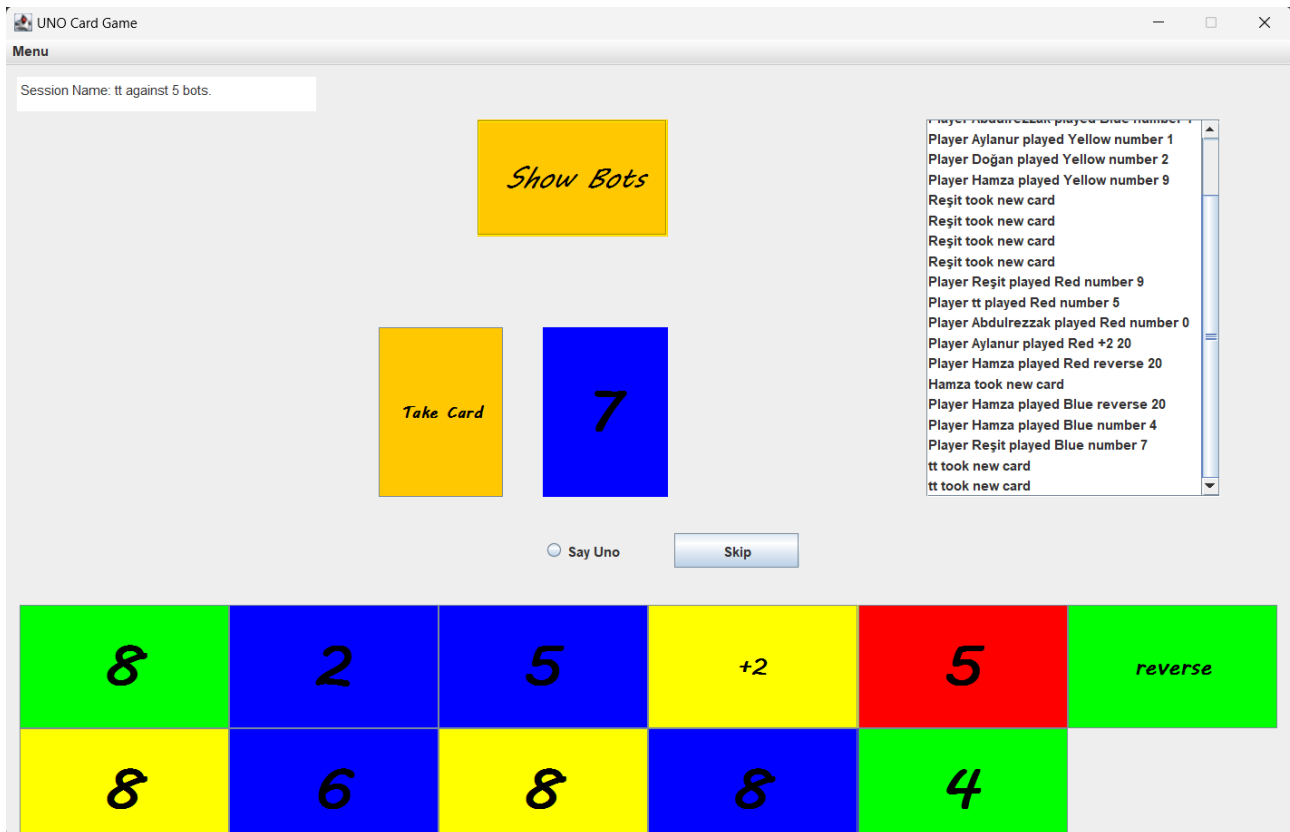 UNO Card Game
Menu
Session Name: tt against 5 bots.
Show Bots
Player Abdulrezzak played Blue number
Player Aylanur played Yellow number 1
Player Doğan played Yellow number 2
Player Hamza played Yellow number 9
Reşit took new card
Reşit took new card
Reşit took new card
Reşit took new card
Player Reşit played Red number 9
Player tt played Red number 5
Player Abdulrezzak played Red number 0
Player Aylanur played Red +2 20
Player Hamza played Red reverse 20
Hamza took new card
Player Hamza played Blue reverse 20
Player Hamza played Blue number 4
Player Reşit played Blue number 7
tt took new card
tt took new card
Take Card
7
Say Uno
Skip
8 2 5 +2 5 reverse
8 6 8 8 4